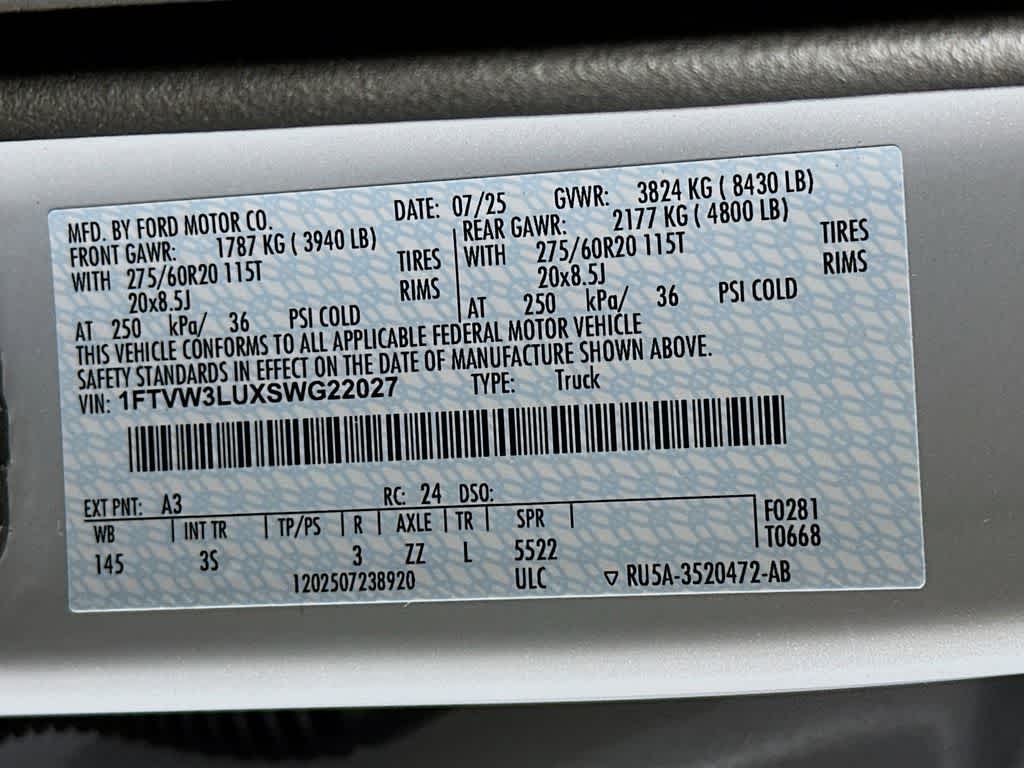 MFD. BY FORD MOTOR CO. DATE: 07/25 GVWR: 3824 KG ( 8430 LB)
FRONT GAWR: 1787 KG ( 3940 LB) REAR GAWR: 2177 KG ( 4800 LB)
WITH 275/60R20 115T TIRES WITH 275/60R20 115T TIRES
20x8.5J RIMS 20x8.5J RIMS
AT 250 kPa/ 36 PSI COLD AT 250 kPa/ 36 PSI COLD
THIS VEHICLE CONFORMS TO ALL APPLICABLE FEDERAL MOTOR VEHICLE
SAFETY STANDARDS IN EFFECT ON THE DATE OF MANUFACTURE SHOWN ABOVE.
VIN: 1FTVW3LUXSWG22027 TYPE: Truck
EXT PNT: A3 RC: 24 DSO:
WB INT TR TP/PS R AXLE TR SPR F0281
145 3S 3 ZZ L 5522 T0668
1202507238920 ULC ▽ RU5A-3520472-AB